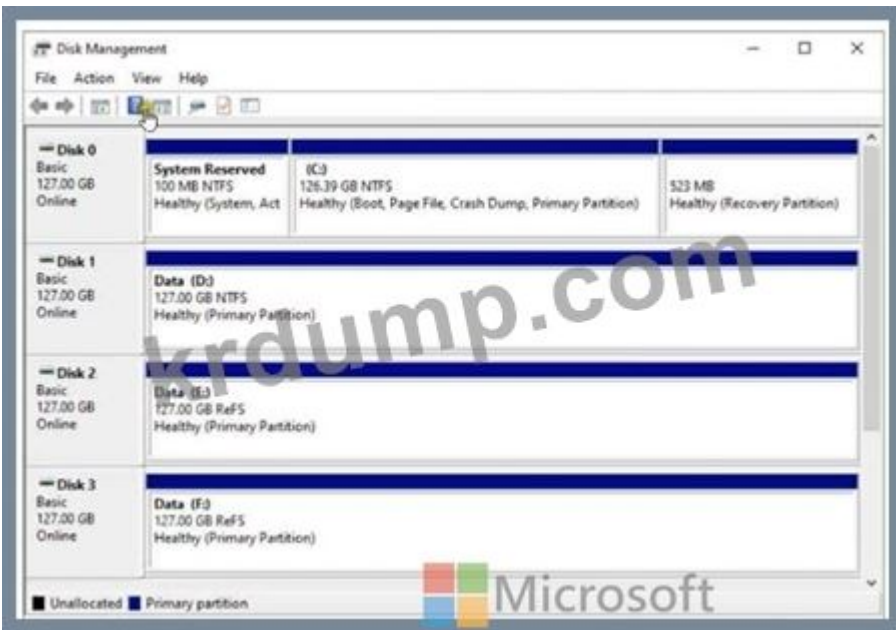 Disk Management
File Action View Help
Disk 0
Basic
127.00 GB
Online
System Reserved
100 MB NTFS
Healthy (System, Act
(C:)
126.39 GB NTFS
Healthy (Boot, Page File, Crash Dump, Primary Partition)
523 MB
Healthy (Recovery Partition)
Disk 1
Basic
127.00 GB
Online
Data (D:)
127.00 GB NTFS
Healthy (Primary Partition)
Disk 2
Basic
127.00 GB
Online
Data (E:)
127.00 GB ReFS
Healthy (Primary Partition)
Disk 3
Basic
127.00 GB
Online
Data (F:)
127.00 GB ReFS
Healthy (Primary Partition)
Unallocated Primary partition
krdump.com
Microsoft